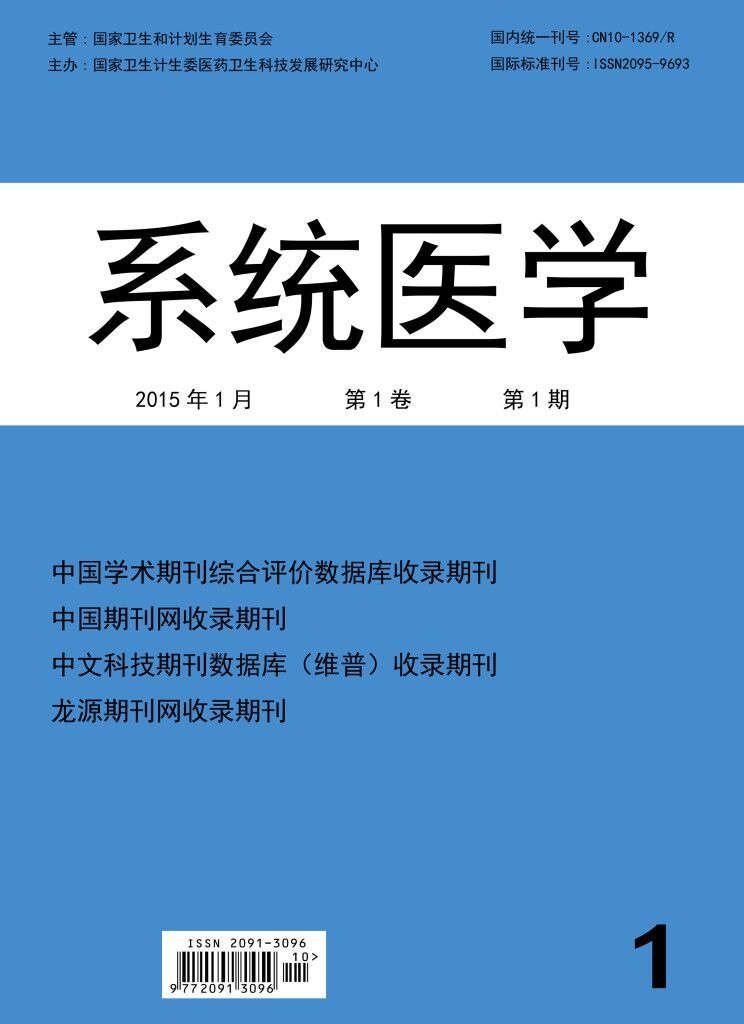 主管：国家卫生和计划生育委员会
国内统一刊号:CN10-1369/R
主办：国家卫生计生委医药卫生科技发展研究中心
国际标准刊号:ISSN2095-9693
系统医学
2015年1月 第1卷 第1期
中国学术期刊综合评价数据库收录期刊
中国期刊网收录期刊
中文科技期刊数据库（维普）收录期刊
龙源期刊网收录期刊
ISSN 2091-3096
10>
9 772091 3096
1